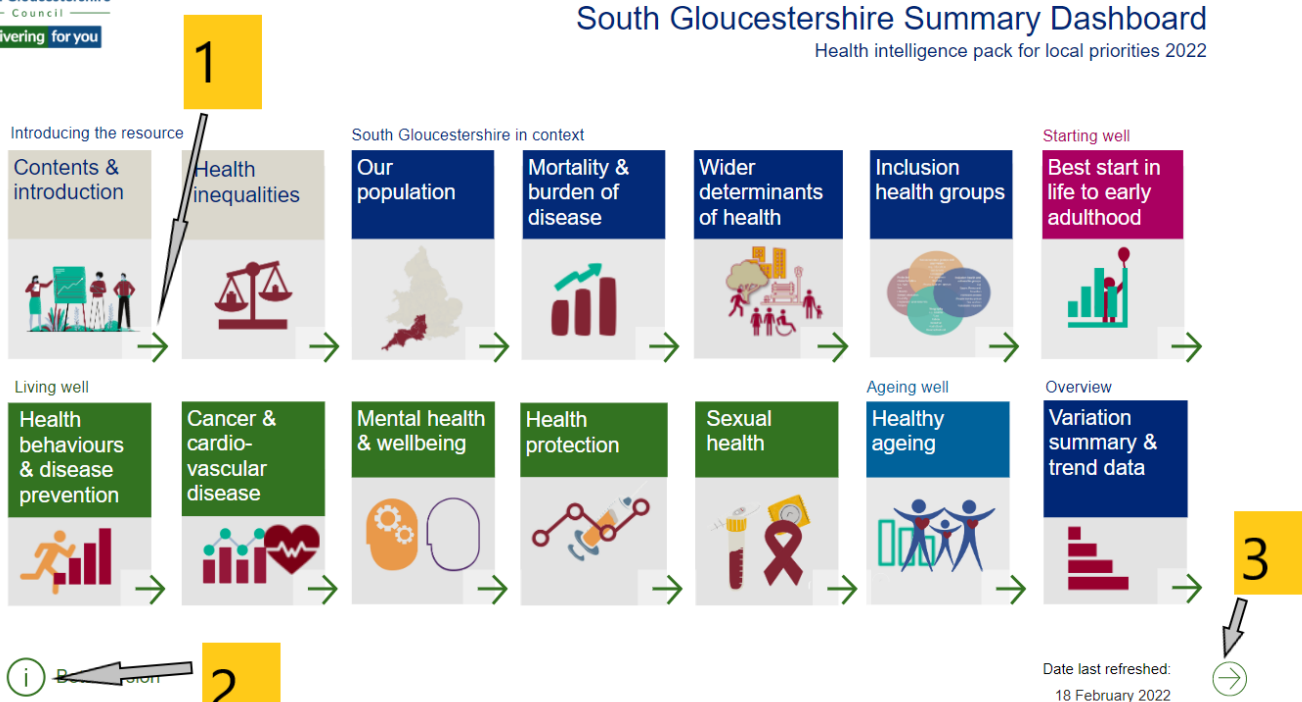 Council
for you
South Gloucestershire Summary Dashboard
Health intelligence pack for local priorities 2022
1
Introducing the resource
South Gloucestershire in context
Starting well
Contents &
introduction
Health
inequalities
Our
population
Mortality &
burden of
disease
Wider
determinants
of health
Inclusion
health groups
Best start in
life to early
adulthood
Living well
Ageing well
Overview
Health
behaviours
& disease
prevention
Cancer &
cardio-
vascular
disease
Mental health
& wellbeing
Health
protection
Sexual
health
Healthy
ageing
Variation
summary &
trend data
3
i
2
Date last refreshed:
18 February 2022